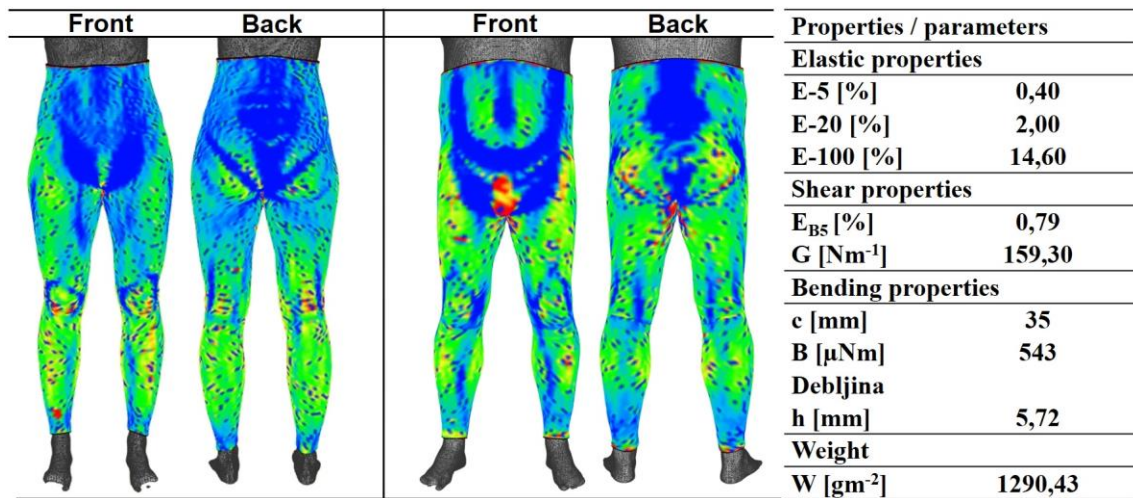 Front Back Front Back
Properties / parameters
Elastic properties
E-5 [%] 0,40
E-20 [%] 2,00
E-100 [%] 14,60
Shear properties
E_B5 [%] 0,79
G [Nm⁻¹] 159,30
Bending properties
c [mm] 35
B [µNm] 543
Debljina
h [mm] 5,72
Weight
W [gm⁻²] 1290,43